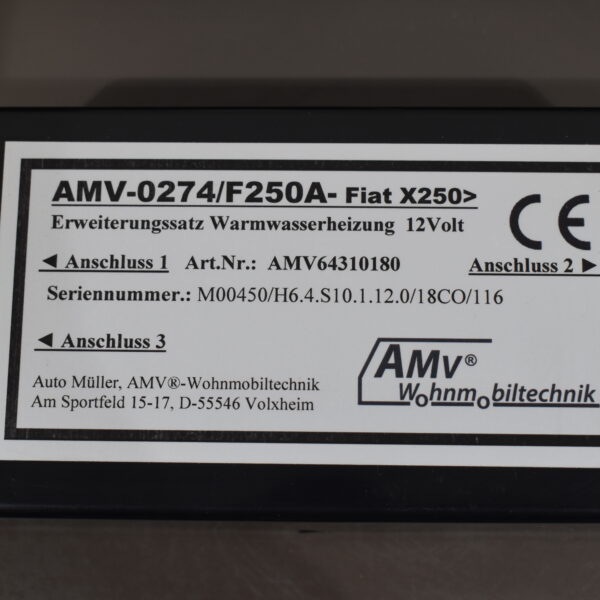 AMV-0274/F250A- Fiat X250>
Erweiterungssatz Warmwasserheizung 12Volt
CE
◄ Anschluss 1 Art.Nr.: AMV64310180 Anschluss 2 ►
Seriennummer.: M00450/H6.4.S10.1.12.0/18CO/116
◄ Anschluss 3
AMV®
Wohnmobiltechnik
Auto Müller, AMV®-Wohnmobiltechnik
Am Sportfeld 15-17, D-55546 Volxheim